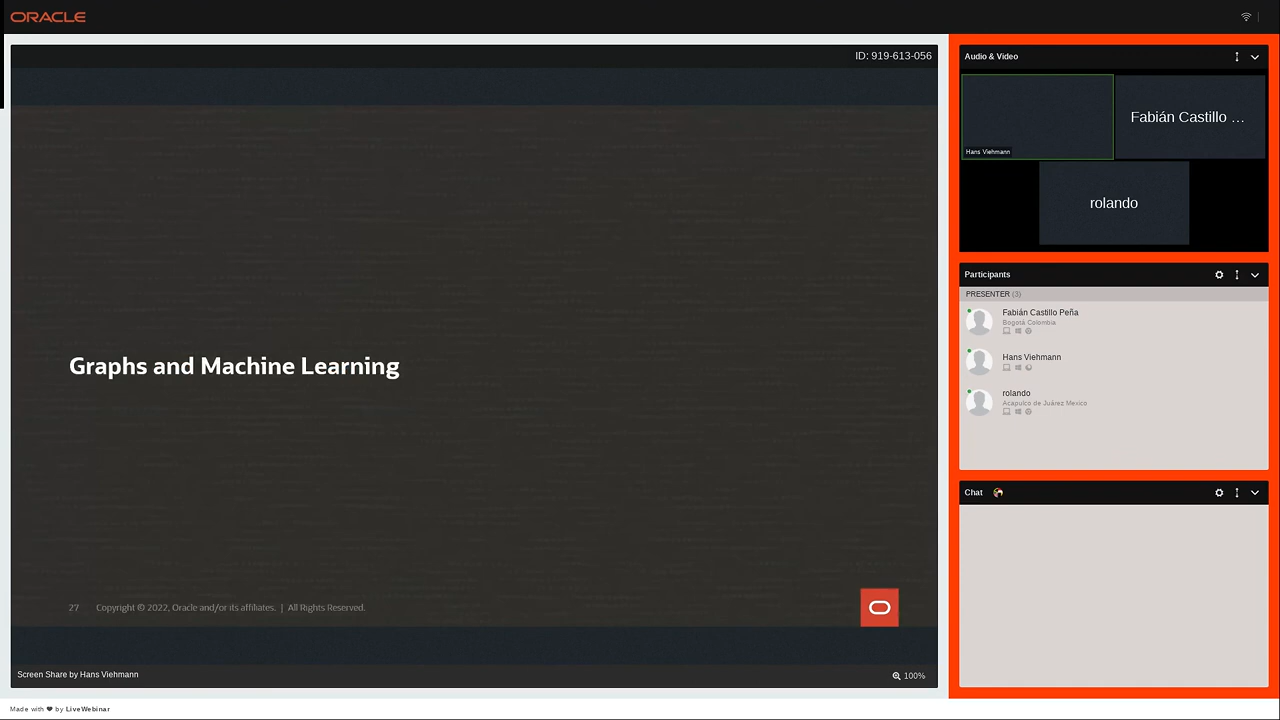 ORACLE
ID: 919-613-056
Graphs and Machine Learning
27 Copyright © 2022, Oracle and/or its affiliates. | All Rights Reserved.
Screen Share by Hans Viehmann
100%
Audio & Video
Hans Viehmann
Fabián Castillo …
rolando
Participants
PRESENTER (3)
Fabián Castillo Peña
Bogotá Colombia
Hans Viehmann
rolando
Acapulco de Juárez Mexico
Chat
Made with ❤ by LiveWebinar